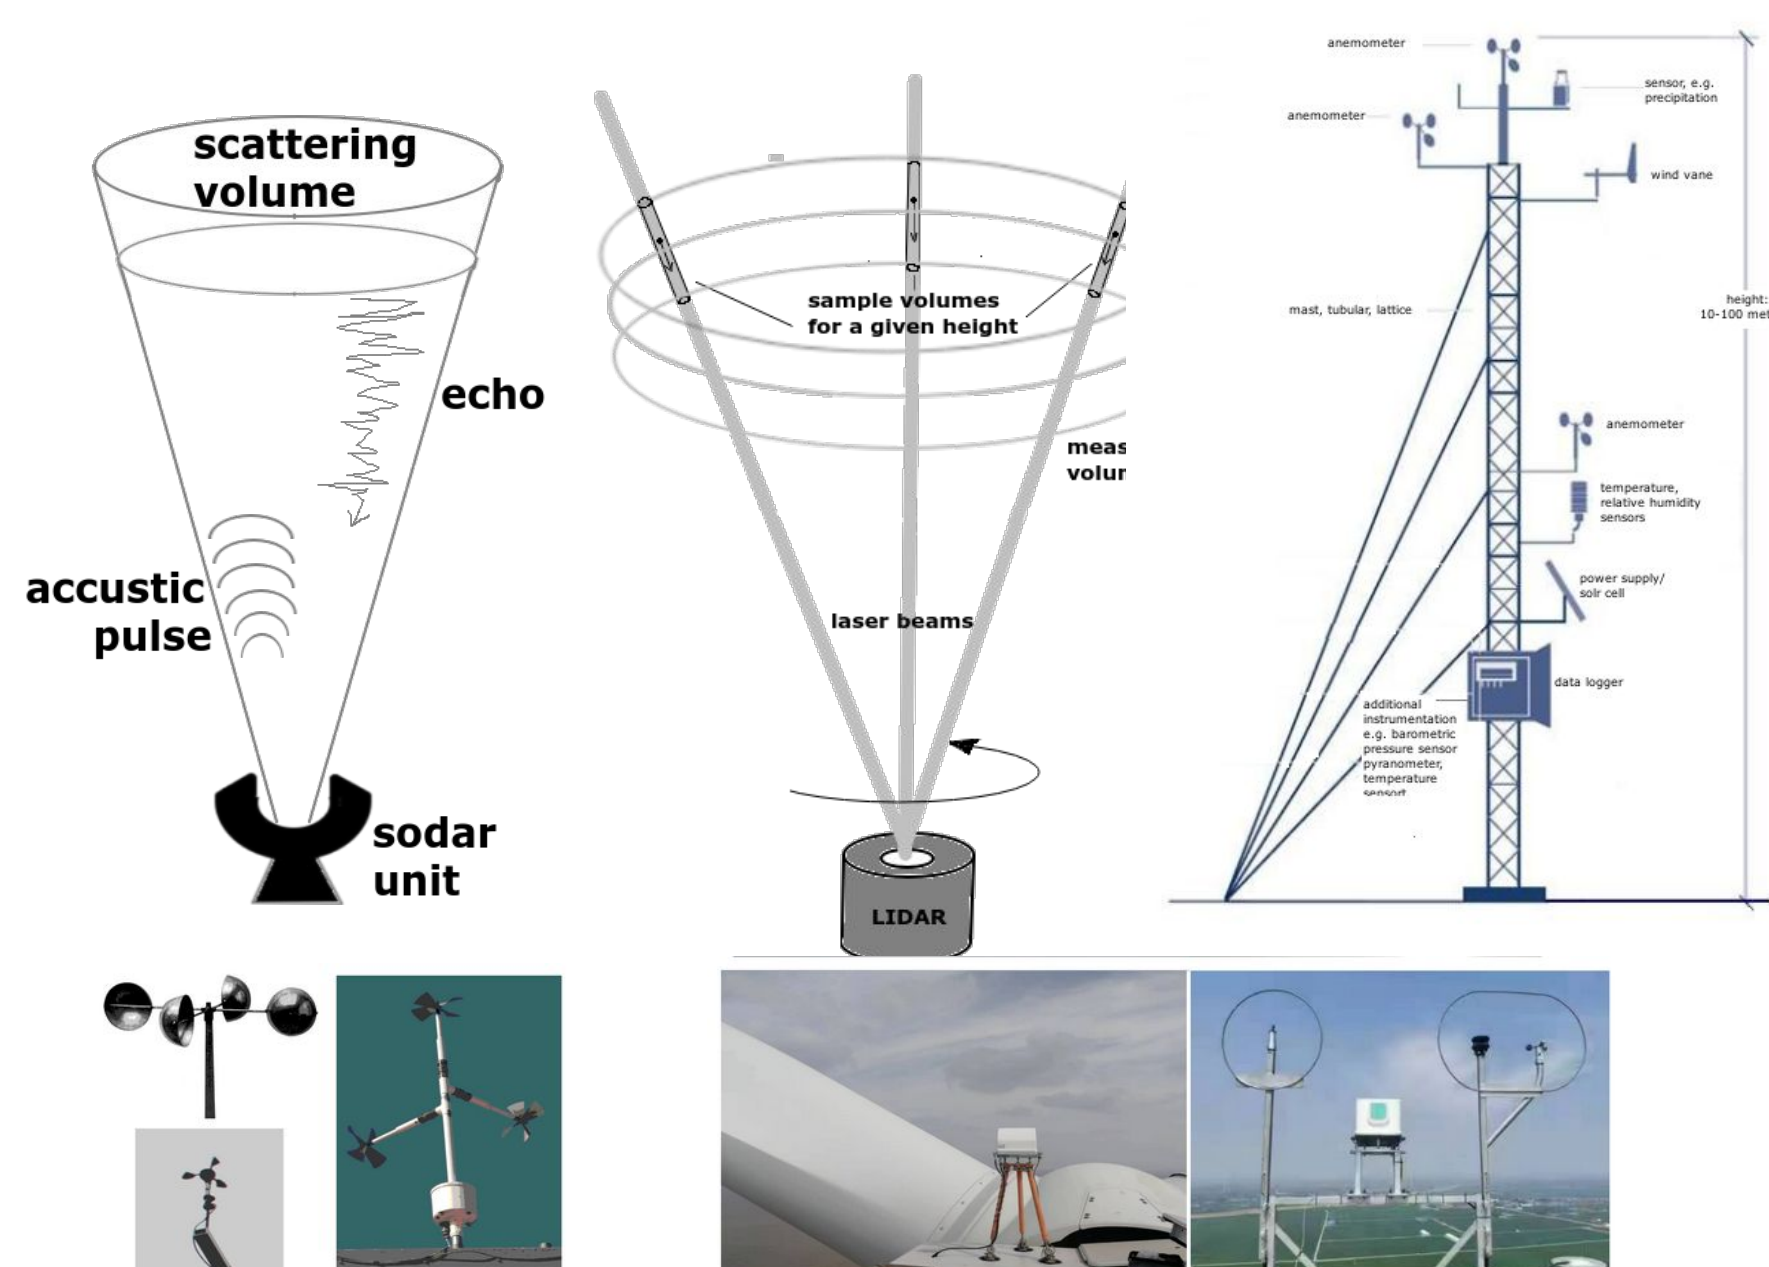 scattering
volume
echo
accustic
pulse
sodar
unit
sample volumes
for a given height
meas
volur
laser beams
LIDAR
anemometer
sensor, e.g.
precipitation
anemometer
wind vane
mast, tubular, lattice
height:
10-100 met
anemometer
temperature,
relative humidity
sensors
power supply/
solr cell
data logger
additional
instrumentation
e.g. barometric
pressure sensor
pyranometer,
temperature
sensort